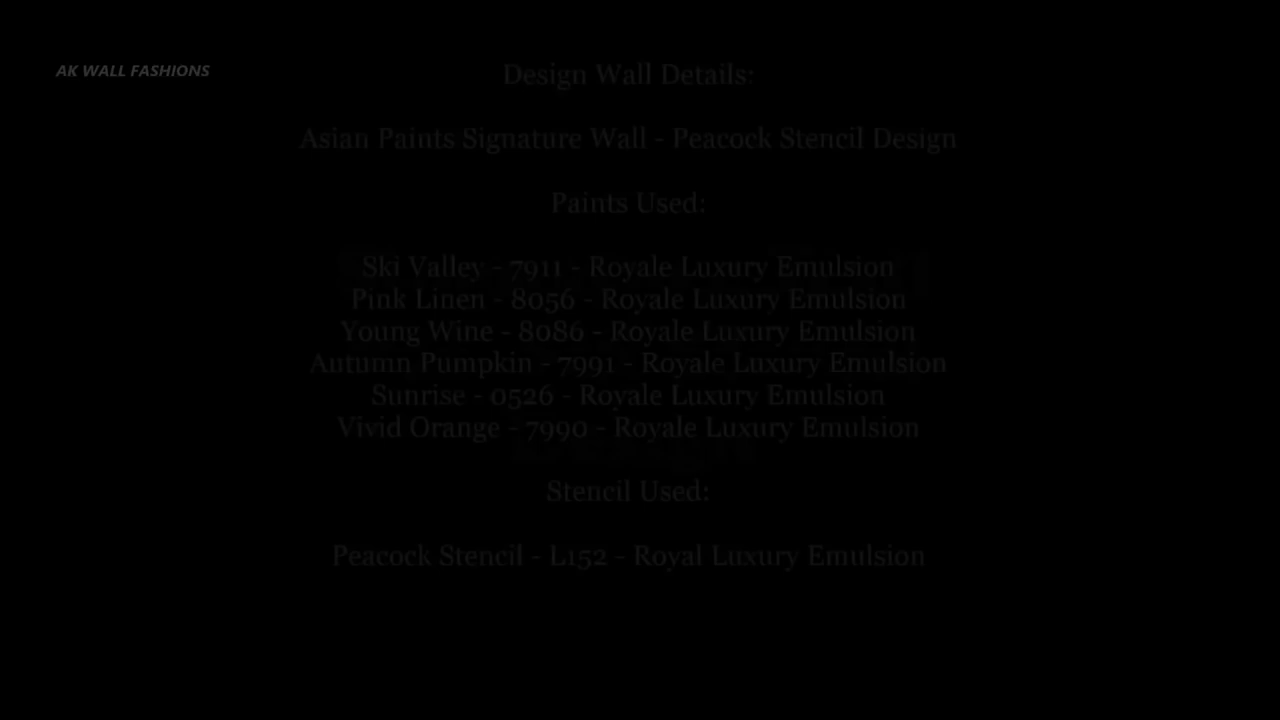 AK WALL FASHIONS
Design Wall Details:
Asian Paints Signature Wall - Peacock Stencil Design
Paints Used:
Ski Valley - 7911 - Royale Luxury Emulsion
Pink Linen - 8056 - Royale Luxury Emulsion
Young Wine - 8086 - Royale Luxury Emulsion
Autumn Pumpkin - 7991 - Royale Luxury Emulsion
Sunrise - 0526 - Royale Luxury Emulsion
Vivid Orange - 7990 - Royale Luxury Emulsion
Stencil Used:
Peacock Stencil - L152 - Royal Luxury Emulsion